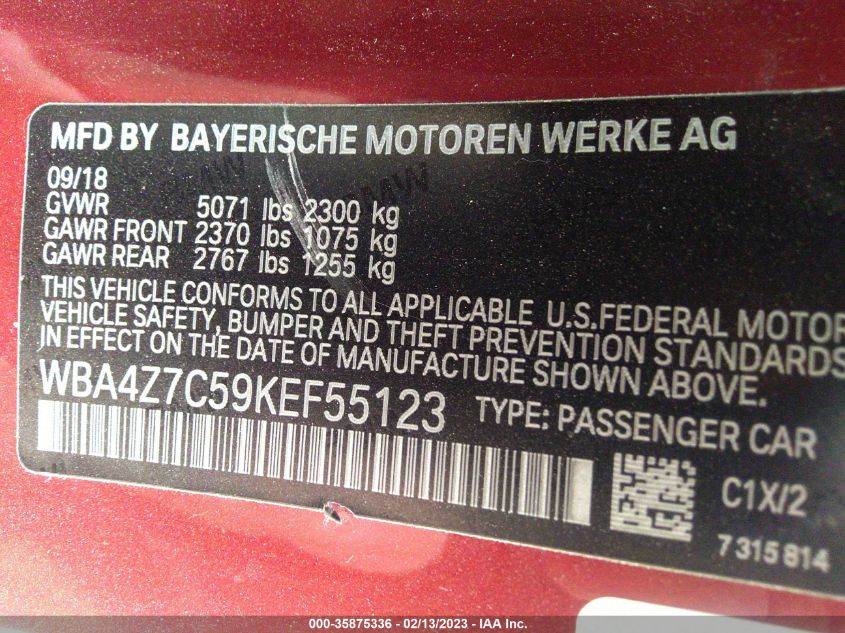 MFD BY BAYERISCHE MOTOREN WERKE AG
09/18
GVWR 5071 lbs 2300 kg
GAWR FRONT 2370 lbs 1075 kg
GAWR REAR 2767 lbs 1255 kg
THIS VEHICLE CONFORMS TO ALL APPLICABLE U.S.FEDERAL MOTOR
VEHICLE SAFETY, BUMPER AND THEFT PREVENTION STANDARDS
IN EFFECT ON THE DATE OF MANUFACTURE SHOWN ABOVE.
WBA4Z7C59KEF55123 TYPE: PASSENGER CAR
C1X/2
7315814
000-35875336 — 02/13/2023 — IAA Inc.